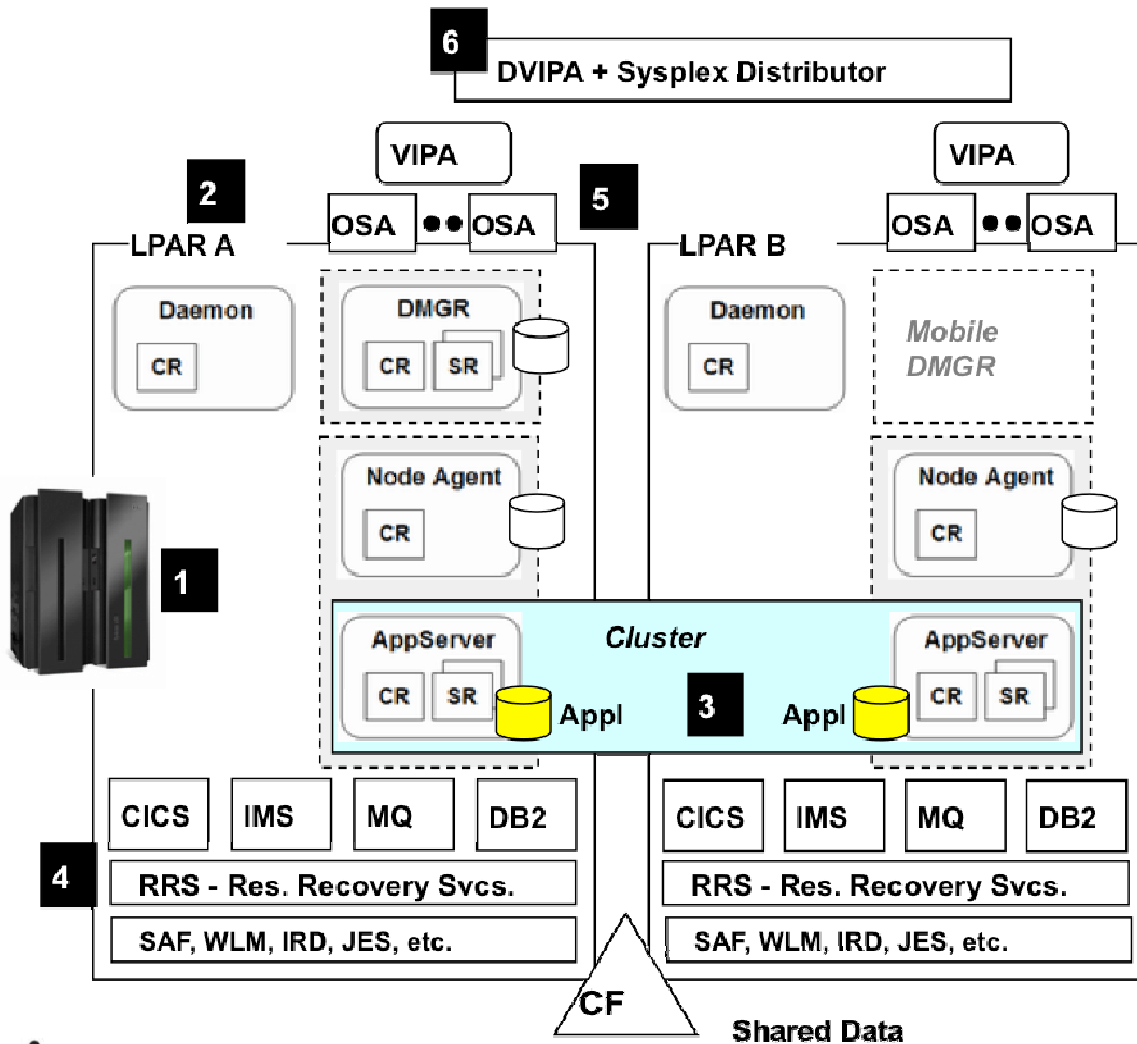 6
DVIPA + Sysplex Distributor
VIPA
VIPA
2
5
OSA
OSA
OSA
OSA
LPAR A
LPAR B
Daemon
CR
DMGR
CR
SR
Daemon
CR
Mobile
DMGR
Node Agent
CR
Node Agent
CR
1
AppServer
CR
SR
Appl
Cluster
3
Appl
AppServer
CR
SR
CICS
IMS
MQ
DB2
CICS
IMS
MQ
DB2
4
RRS - Res. Recovery Svcs.
RRS - Res. Recovery Svcs.
SAF, WLM, IRD, JES, etc.
SAF, WLM, IRD, JES, etc.
CF
Shared Data